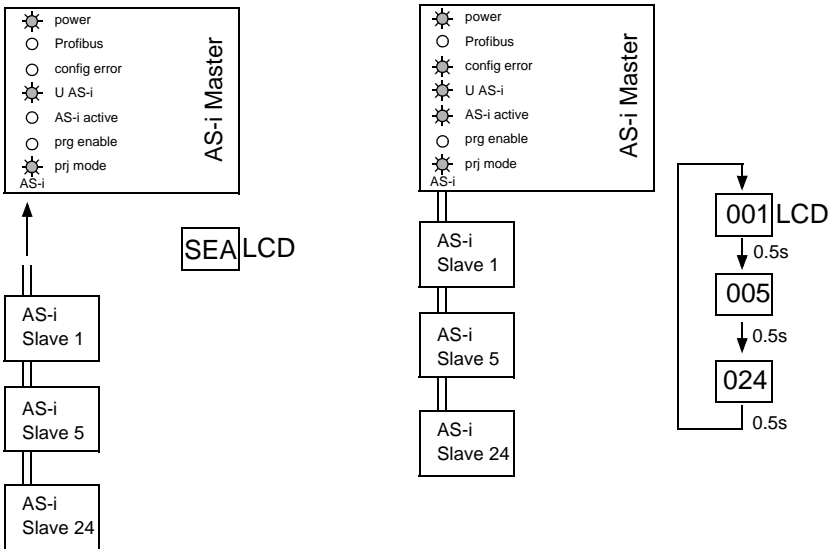 power
Profibus
config error
U AS-i
AS-i active
prg enable
prj mode
AS-i
AS-i Master
SEA LCD
AS-i
Slave 1
AS-i
Slave 5
AS-i
Slave 24
power
Profibus
config error
U AS-i
AS-i active
prg enable
prj mode
AS-i
AS-i Master
AS-i
Slave 1
AS-i
Slave 5
AS-i
Slave 24
001 LCD
0.5s
005
0.5s
024
0.5s